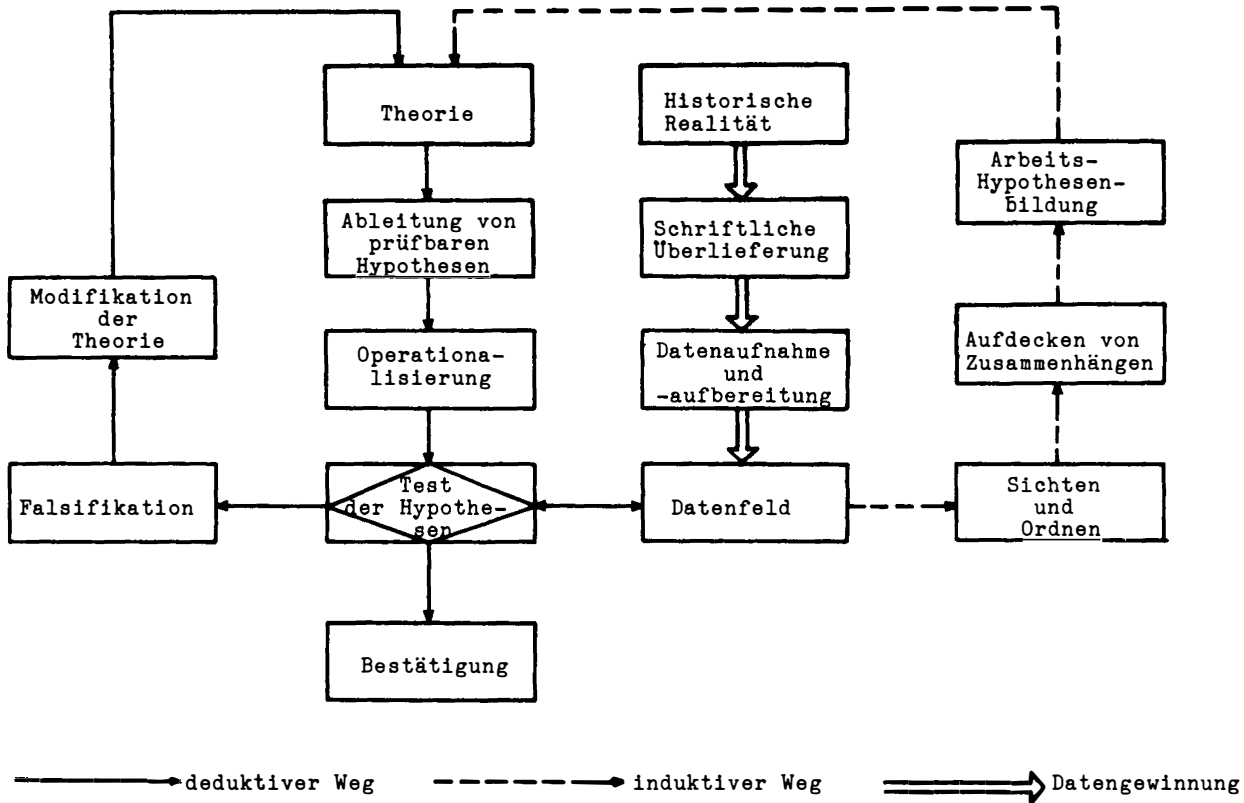 Theorie
Historische
Realität
Arbeits-
Hypothesen-
bildung
Ableitung von
prüfbaren
Hypothesen
Schriftliche
Überlieferung
Modifikation
der
Theorie
Operationa-
lisierung
Datenaufnahme
und
-aufbereitung
Aufdecken von
Zusammenhängen
Falsifikation
Test
der Hypothe-
sen
Datenfeld
Sichten
und
Ordnen
Bestätigung
deduktiver Weg
induktiver Weg
Datengewinnung